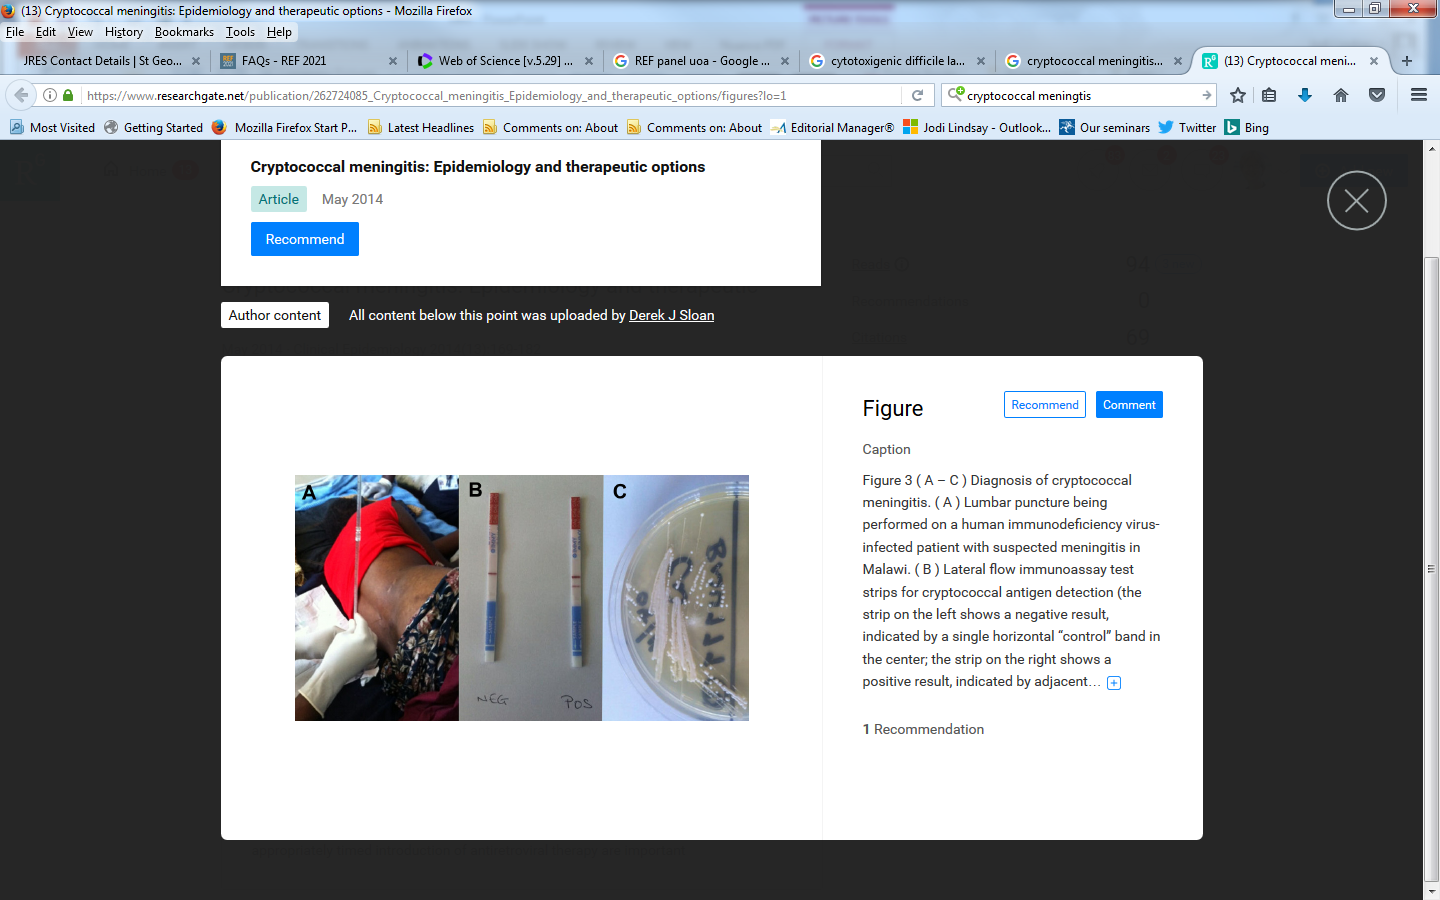 (13) Cryptococcal meningitis: Epidemiology and therapeutic options - Mozilla Firefox
File Edit View History Bookmarks Tools Help
JRES Contact Details | St Geo...
FAQs - REF 2021
Web of Science [v.5.29] ...
REF panel uoa - Google ...
cytotoxigenic difficile la...
cryptococcal meningitis...
(13) Cryptococcal meni...
https://www.researchgate.net/publication/262724085_Cryptococcal_meningitis_Epidemiology_and_therapeutic_options/figures?lo=1
cryptococcal meningtis
Most Visited
Getting Started
Mozilla Firefox Start P...
Latest Headlines
Comments on: About
Comments on: About
Editorial Manager®
Jodi Lindsay - Outlook...
Our seminars
Twitter
Bing
Cryptococcal meningitis: Epidemiology and therapeutic options
Article May 2014
Recommend
Author content All content below this point was uploaded by Derek J Sloan
A
B
C
NEG
POS
Figure
Recommend
Comment
Caption
Figure 3 ( A – C ) Diagnosis of cryptococcal
meningitis. ( A ) Lumbar puncture being
performed on a human immunodeficiency virus-
infected patient with suspected meningitis in
Malawi. ( B ) Lateral flow immunoassay test
strips for cryptococcal antigen detection (the
strip on the left shows a negative result,
indicated by a single horizontal “control” band in
the center; the strip on the right shows a
positive result, indicated by adjacent…
1 Recommendation